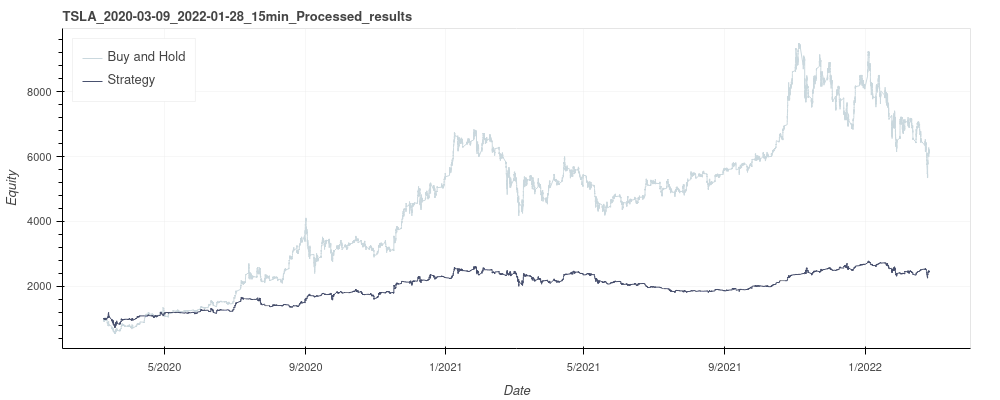 TSLA_2020-03-09_2022-01-28_15min_Processed_results
Buy and Hold
Strategy
8000
6000
4000
2000
Equity
5/2020 9/2020 1/2021 5/2021 9/2021 1/2022
Date